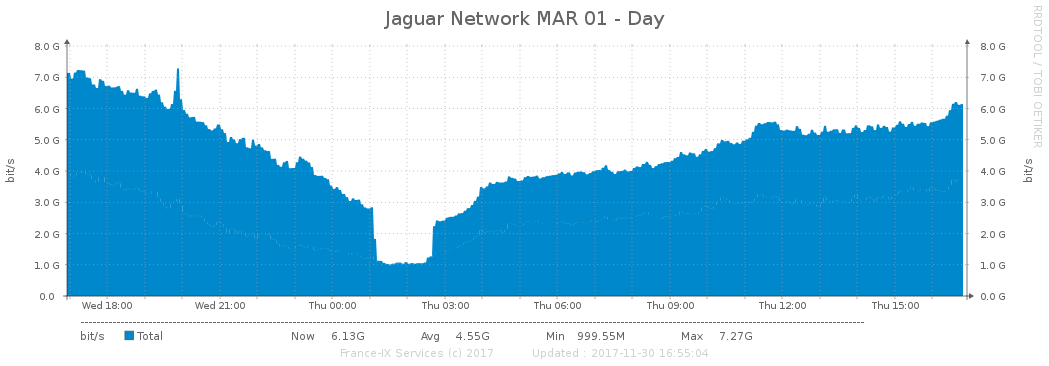 Jaguar Network MAR 01 - Day
RRDTOOL / TOBI OETIKER
bit/s
8.0 G 8.0 G
7.0 G 7.0 G
6.0 G 6.0 G
5.0 G 5.0 G
4.0 G 4.0 G
3.0 G 3.0 G
2.0 G 2.0 G
1.0 G 1.0 G
0.0 0.0 G
bit/s
Wed 18:00 Wed 21:00 Thu 00:00 Thu 03:00 Thu 06:00 Thu 09:00 Thu 12:00 Thu 15:00
bit/s Total Now 6.13G Avg 4.55G Min 999.55M Max 7.27G
France-IX Services (c) 2017 Updated : 2017-11-30 16:55:04